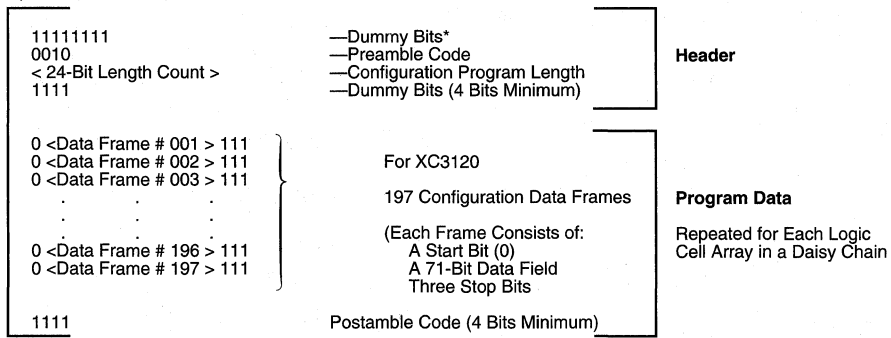 11111111 —Dummy Bits*
0010 —Preamble Code
< 24-Bit Length Count > —Configuration Program Length
1111 —Dummy Bits (4 Bits Minimum)
Header
0 <Data Frame # 001 > 111
0 <Data Frame # 002 > 111
0 <Data Frame # 003 > 111
. . .
. . .
. . .
0 <Data Frame # 196 > 111
0 <Data Frame # 197 > 111
For XC3120
197 Configuration Data Frames
(Each Frame Consists of:
A Start Bit (0)
A 71-Bit Data Field
Three Stop Bits
Program Data
Repeated for Each Logic
Cell Array in a Daisy Chain
1111 Postamble Code (4 Bits Minimum)